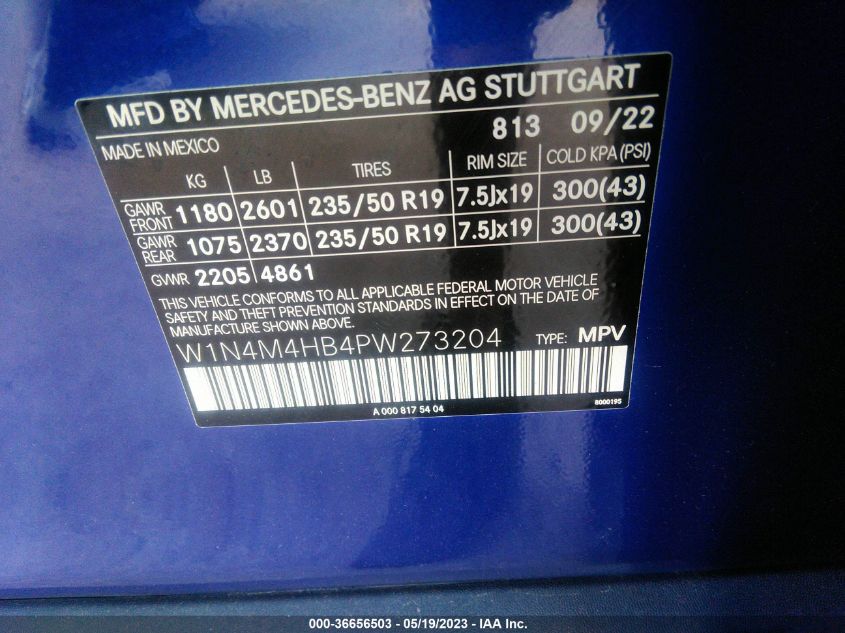 MFD BY MERCEDES-BENZ AG STUTTGART
813 09/22
MADE IN MEXICO
KG LB TIRES RIM SIZE COLD KPA (PSI)
GAWR FRONT 1180 2601 235/50 R19 7.5Jx19 300(43)
GAWR REAR 1075 2370 235/50 R19 7.5Jx19 300(43)
GVWR 2205 4861
THIS VEHICLE CONFORMS TO ALL APPLICABLE FEDERAL MOTOR VEHICLE
SAFETY AND THEFT PREVENTION STANDARDS IN EFFECT ON THE DATE OF
MANUFACTURE SHOWN ABOVE.
W1N4M4HB4PW273204 TYPE: MPV
A 000 817 54 04 8000195
000-36656503 - 05/19/2023 - IAA Inc.